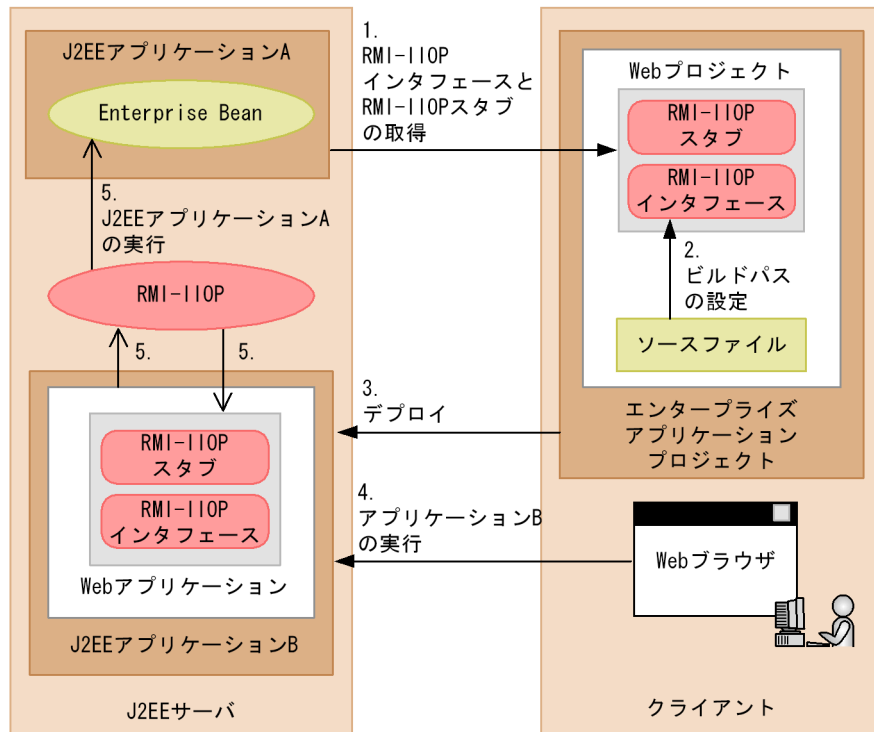 J2EEアプリケーションA
Enterprise Bean
5.
J2EEアプリケーションA
の実行
RMI-IIOP
5.
5.
RMI-IIOP
スタブ
RMI-IIOP
インタフェース
Webアプリケーション
J2EEアプリケーションB
J2EEサーバ
1.
RMI-IIOP
インタフェースと
RMI-IIOPスタブ
の取得
3.
デプロイ
4.
アプリケーションB
の実行
Webプロジェクト
RMI-IIOP
スタブ
RMI-IIOP
インタフェース
2.
ビルドパス
の設定
ソースファイル
エンタープライズ
アプリケーション
プロジェクト
Webブラウザ
クライアント